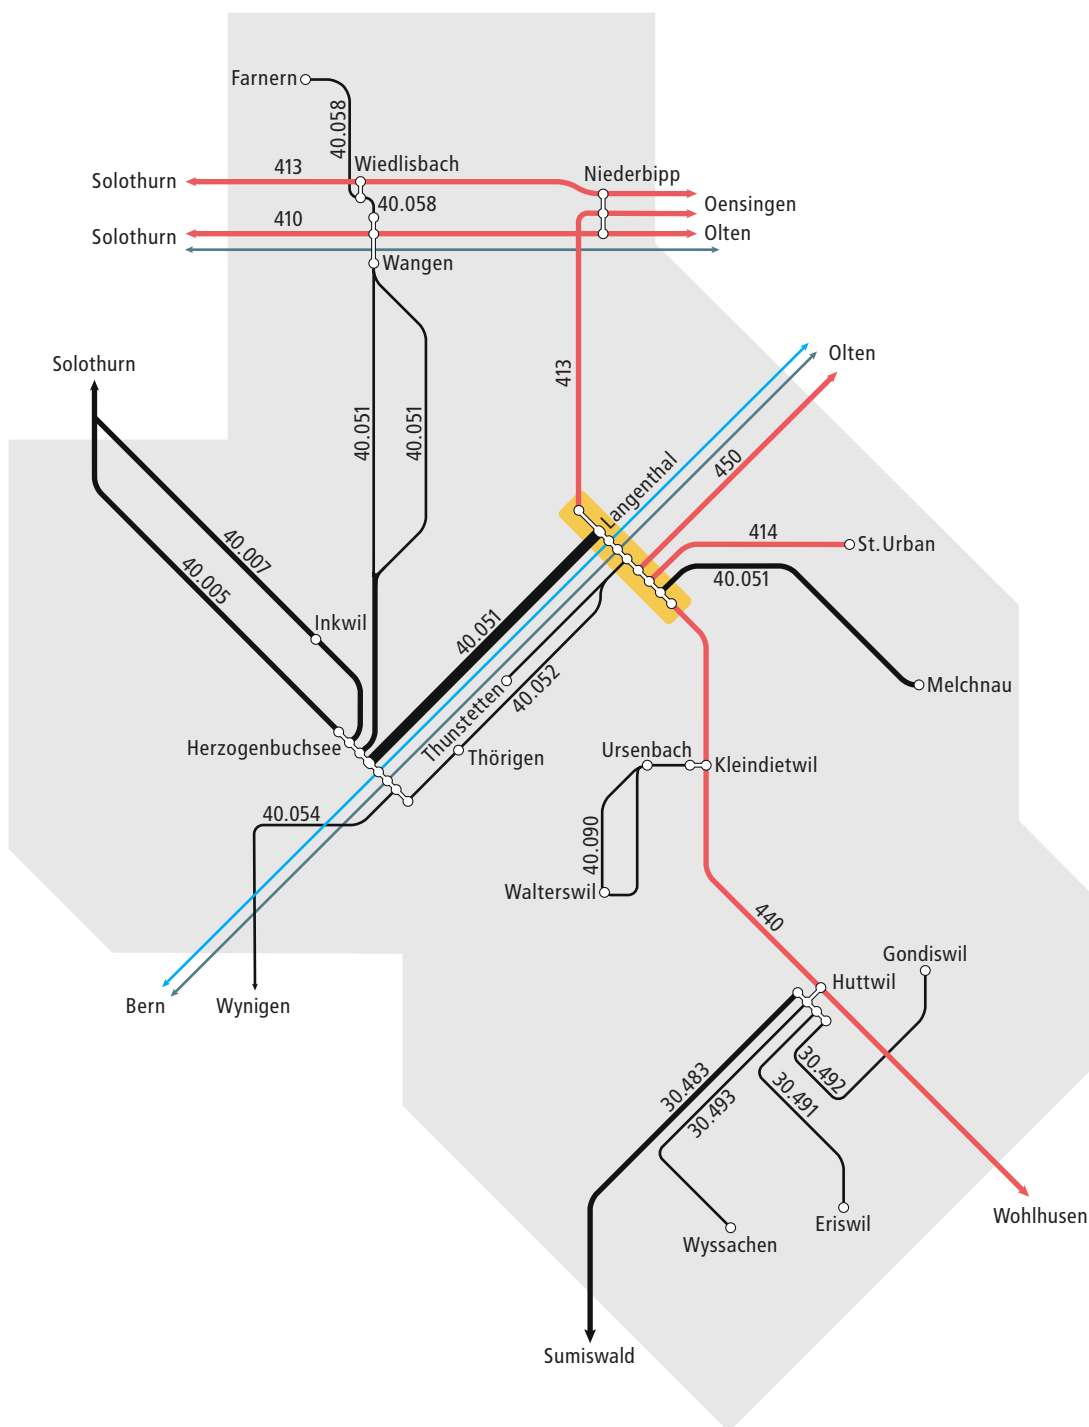 Farnern
40.058
413
Wiedlisbach
Niederbipp
Solothurn
40.058
Oensingen
410
Solothurn
Olten
Wangen
Solothurn
413
Olten
40.051
40.051
Langenthal
450
414
St.Urban
40.007
40.005
40.051
Inkwil
40.051
Thunstetten
40.052
Melchnau
Herzogenbuchsee
Thörigen
Ursenbach
Kleindietwil
40.054
40.090
Walterswil
440
Gondiswil
Huttwil
Bern
Wynigen
30.483
30.493
30.492
30.491
Wyssachen
Eriswil
Wohlhusen
Sumiswald